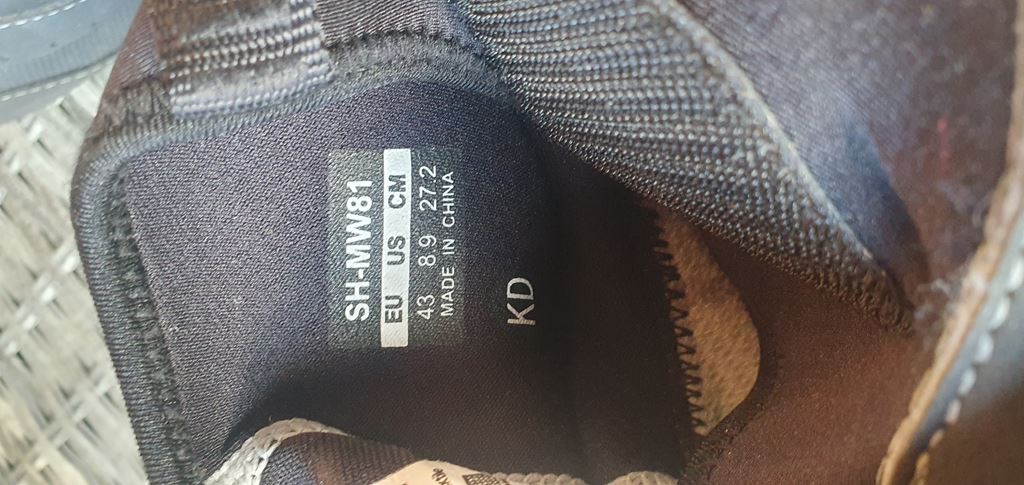 SH-MW81
EU US CM
43 8.9 27.2
MADE IN CHINA
KD